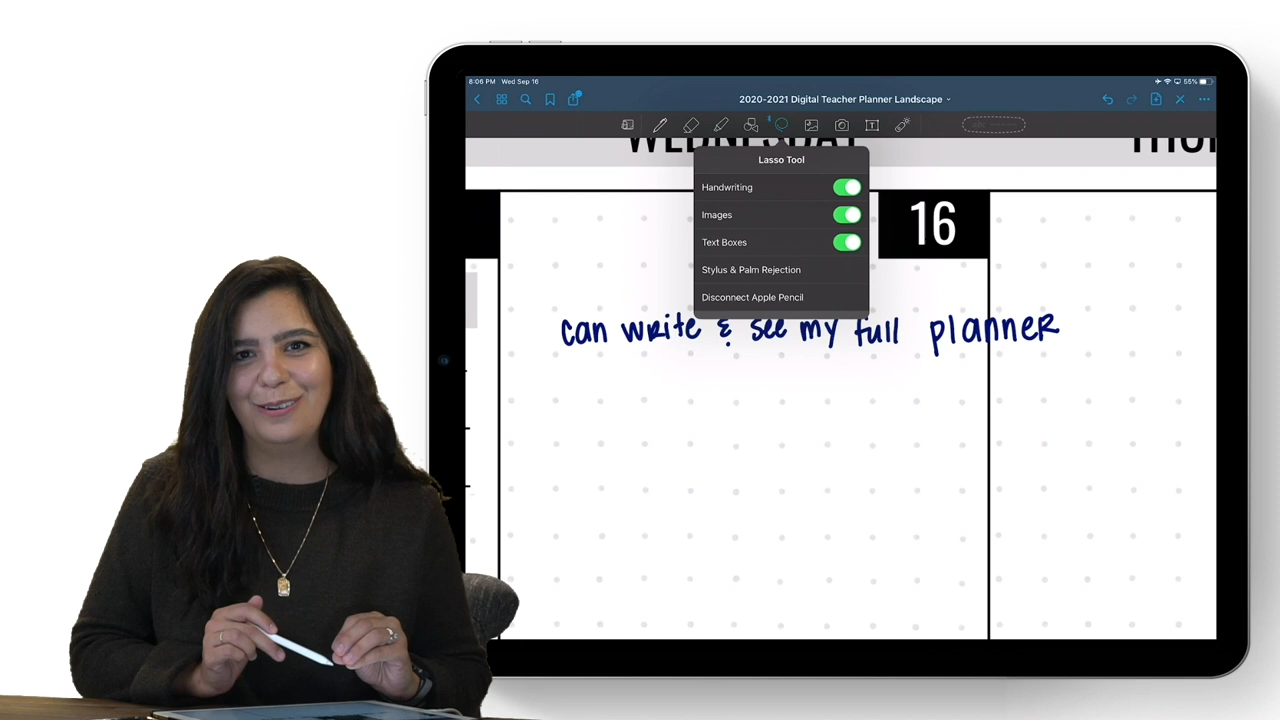 8:06 PM Wed Sep 16
55%
2020-2021 Digital Teacher Planner Landscape
WEDNESDAY
Lasso Tool
Handwriting
Images
Text Boxes
Stylus & Palm Rejection
Disconnect Apple Pencil
16
can write & see my full planner